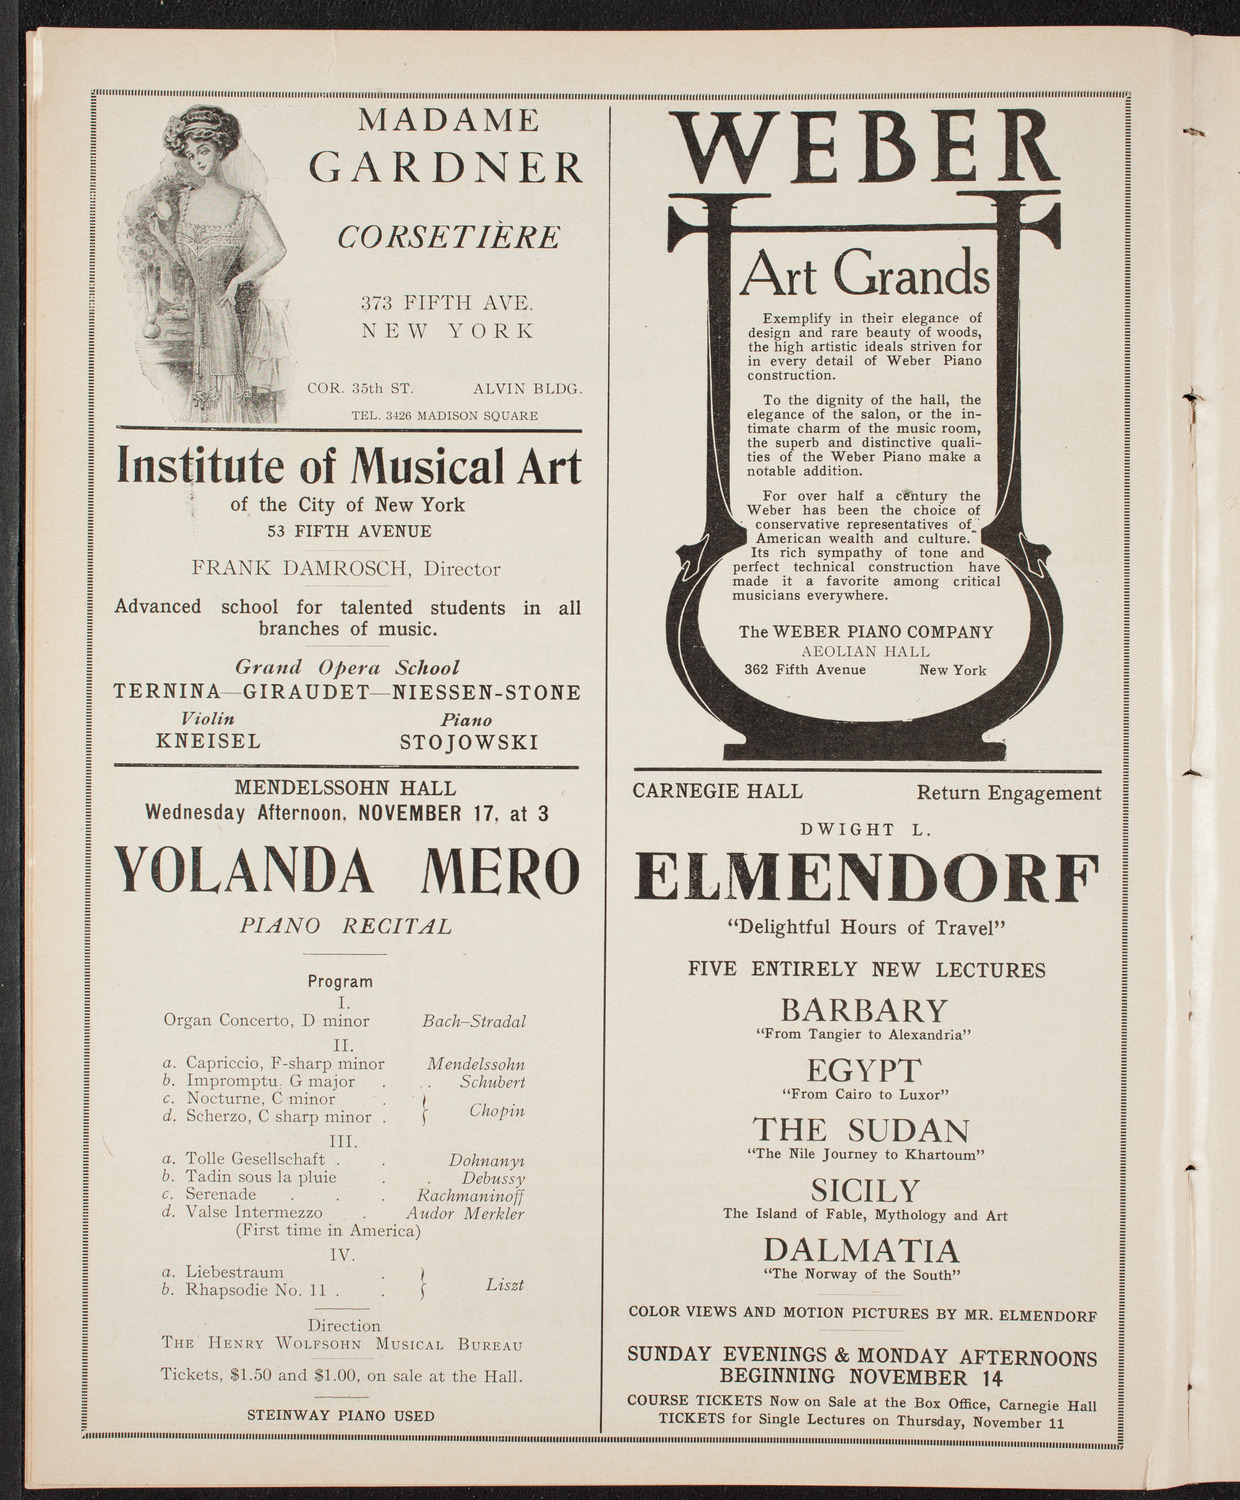 MADAME
GARDNER
CORSETIÈRE
373 FIFTH AVE.
NEW YORK
COR. 35th ST. ALVIN BLDG.
TEL. 3426 MADISON SQUARE
Institute of Musical Art
of the City of New York
53 FIFTH AVENUE
FRANK DAMROSCH, Director
Advanced school for talented students in all
branches of music.
Grand Opera School
TERNINA—GIRAUDET—NIESSEN-STONE
Violin Piano
KNEISEL STOJOWSKI
MENDELSSOHN HALL
Wednesday Afternoon, NOVEMBER 17, at 3
YOLANDA MERO
PIANO RECITAL
Program
I.
Organ Concerto, D minor Bach–Stradal
II.
a. Capriccio, F-sharp minor Mendelssohn
b. Impromptu, G major . . . Schubert
c. Nocturne, C minor .
d. Scherzo, C sharp minor . } Chopin
III.
a. Tolle Gesellschaft . . Dohnanyi
b. Tadin sous la pluie . . Debussy
c. Serenade . . . Rachmaninoff
d. Valse Intermezzo . Audor Merkler
(First time in America)
IV.
a. Liebestraum .
b. Rhapsodie No. 11 . . } Liszt
Direction
THE HENRY WOLFSOHN MUSICAL BUREAU
Tickets, $1.50 and $1.00, on sale at the Hall.
STEINWAY PIANO USED
WEBER
Art Grands
Exemplify in their elegance of
design and rare beauty of woods,
the high artistic ideals striven for
in every detail of Weber Piano
construction.
To the dignity of the hall, the
elegance of the salon, or the in-
timate charm of the music room,
the superb and distinctive quali-
ties of the Weber Piano make a
notable addition.
For over half a century the
Weber has been the choice of
conservative representatives of
American wealth and culture.
Its rich sympathy of tone and
perfect technical construction have
made it a favorite among critical
musicians everywhere.
The WEBER PIANO COMPANY
AEOLIAN HALL
362 Fifth Avenue New York
CARNEGIE HALL Return Engagement
DWIGHT L.
ELMENDORF
"Delightful Hours of Travel"
FIVE ENTIRELY NEW LECTURES
BARBARY
"From Tangier to Alexandria"
EGYPT
"From Cairo to Luxor"
THE SUDAN
"The Nile Journey to Khartoum"
SICILY
The Island of Fable, Mythology and Art
DALMATIA
"The Norway of the South"
COLOR VIEWS AND MOTION PICTURES BY MR. ELMENDORF
SUNDAY EVENINGS & MONDAY AFTERNOONS
BEGINNING NOVEMBER 14
COURSE TICKETS Now on Sale at the Box Office, Carnegie Hall
TICKETS for Single Lectures on Thursday, November 11